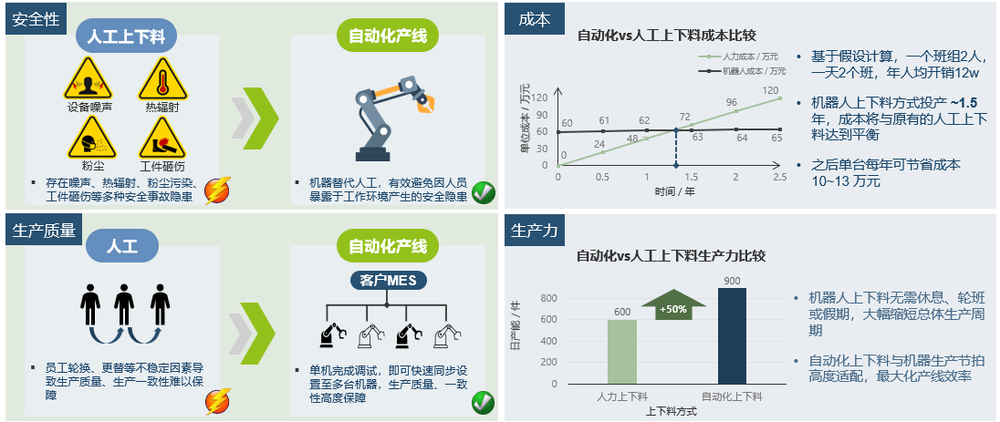 安全性
人工上下料
自动化产线
设备噪声
热辐射
粉尘
工件砸伤
▪ 存在噪声、热辐射、粉尘污染、
工件砸伤等多种安全事故隐患
▪ 机器替代人工，有效避免因人员
暴露于工作环境产生的安全隐患
成本
自动化vs人工上下料成本比较
人力成本 / 万元
机器人成本 / 万元
单位成本 / 万元
120
90
60
30
0
60
61
62
72
96
120
0
24
48
63
64
65
0
0.5
1
1.5
2
2.5
时间 / 年
• 基于假设计算，一个班组2人，
一天2个班，年人均开销12w
• 机器人上下料方式投产 ~1.5
年，成本将与原有的人工上下
料达到平衡
• 之后单台每年可节省成本
10~13 万元
生产质量
人工
自动化产线
客户MES
▪ 员工轮换、更替等不稳定因素导
致生产质量、生产一致性难以保
障
▪ 单机完成调试，即可快速同步设
置至多台机器，生产质量、一致
性高度保障
生产力
自动化vs人工上下料生产力比较
日产能 / 件
800
600
400
200
0
600
+50%
900
人力上下料
自动化上下料
上下料方式
• 机器人上下料无需休息、轮班
或假期，大幅缩短总体生产周
期
• 自动化上下料与机器生产节拍
高度适配，最大化产线效率